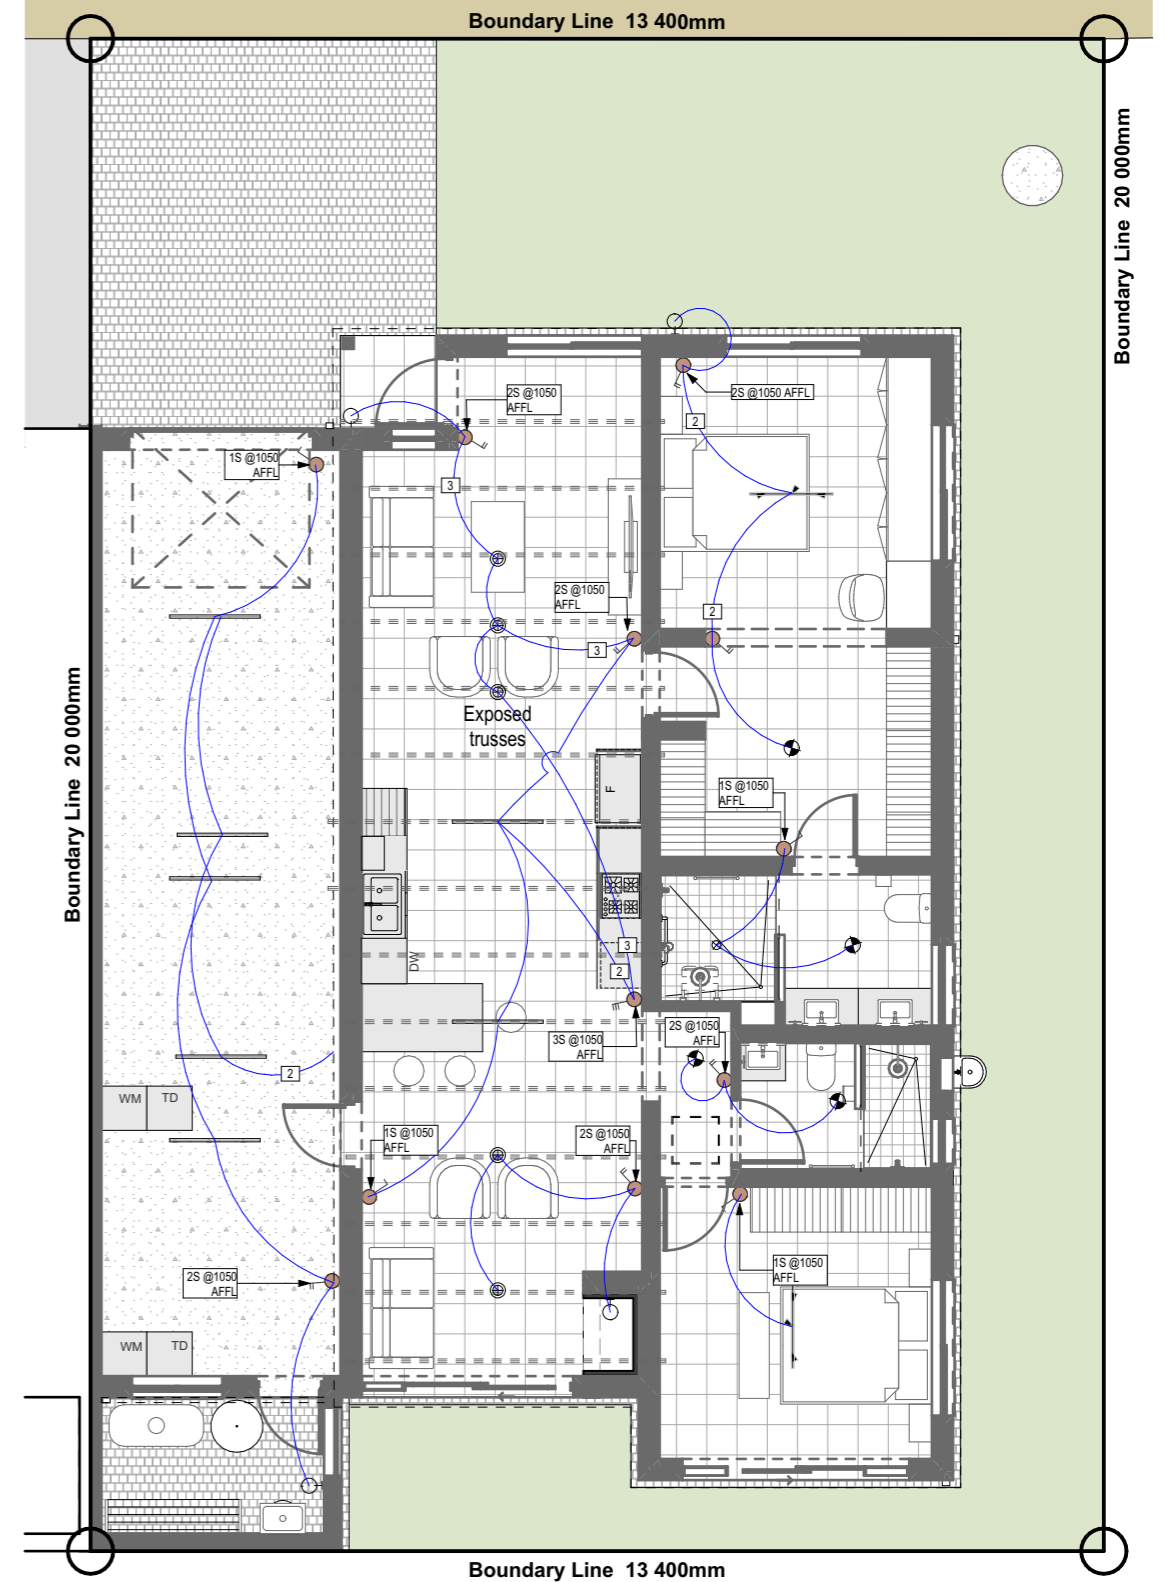 Boundary Line 13 400mm
Boundary Line 20 000mm
2S @1050
AFFL
2S @1050 AFFL
2
1S @1050
AFFL
3
2S @1050
AFFL
2
3
Exposed
trusses
Boundary Line 20 000mm
F
1S @1050
AFFL
3
DW
2
3S @1050
AFFL
2S @1050
AFFL
2
WM
TD
1S @1050
AFFL
2S @1050
AFFL
2S @1050
AFFL
1S @1050
AFFL
WM
TD
Boundary Line 13 400mm